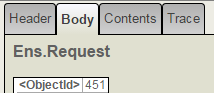 Header Body Contents Trace
Ens.Request
<ObjectId> 451